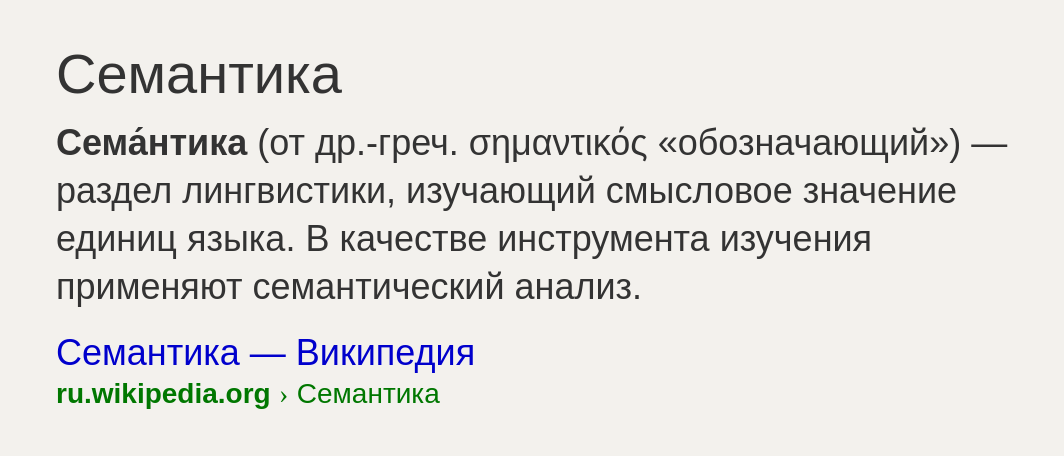 Семантика
Сема́нтика (от др.-греч. σημαντικός «обозначающий») —
раздел лингвистики, изучающий смысловое значение
единиц языка. В качестве инструмента изучения
применяют семантический анализ.
Семантика — Википедия
ru.wikipedia.org › Семантика